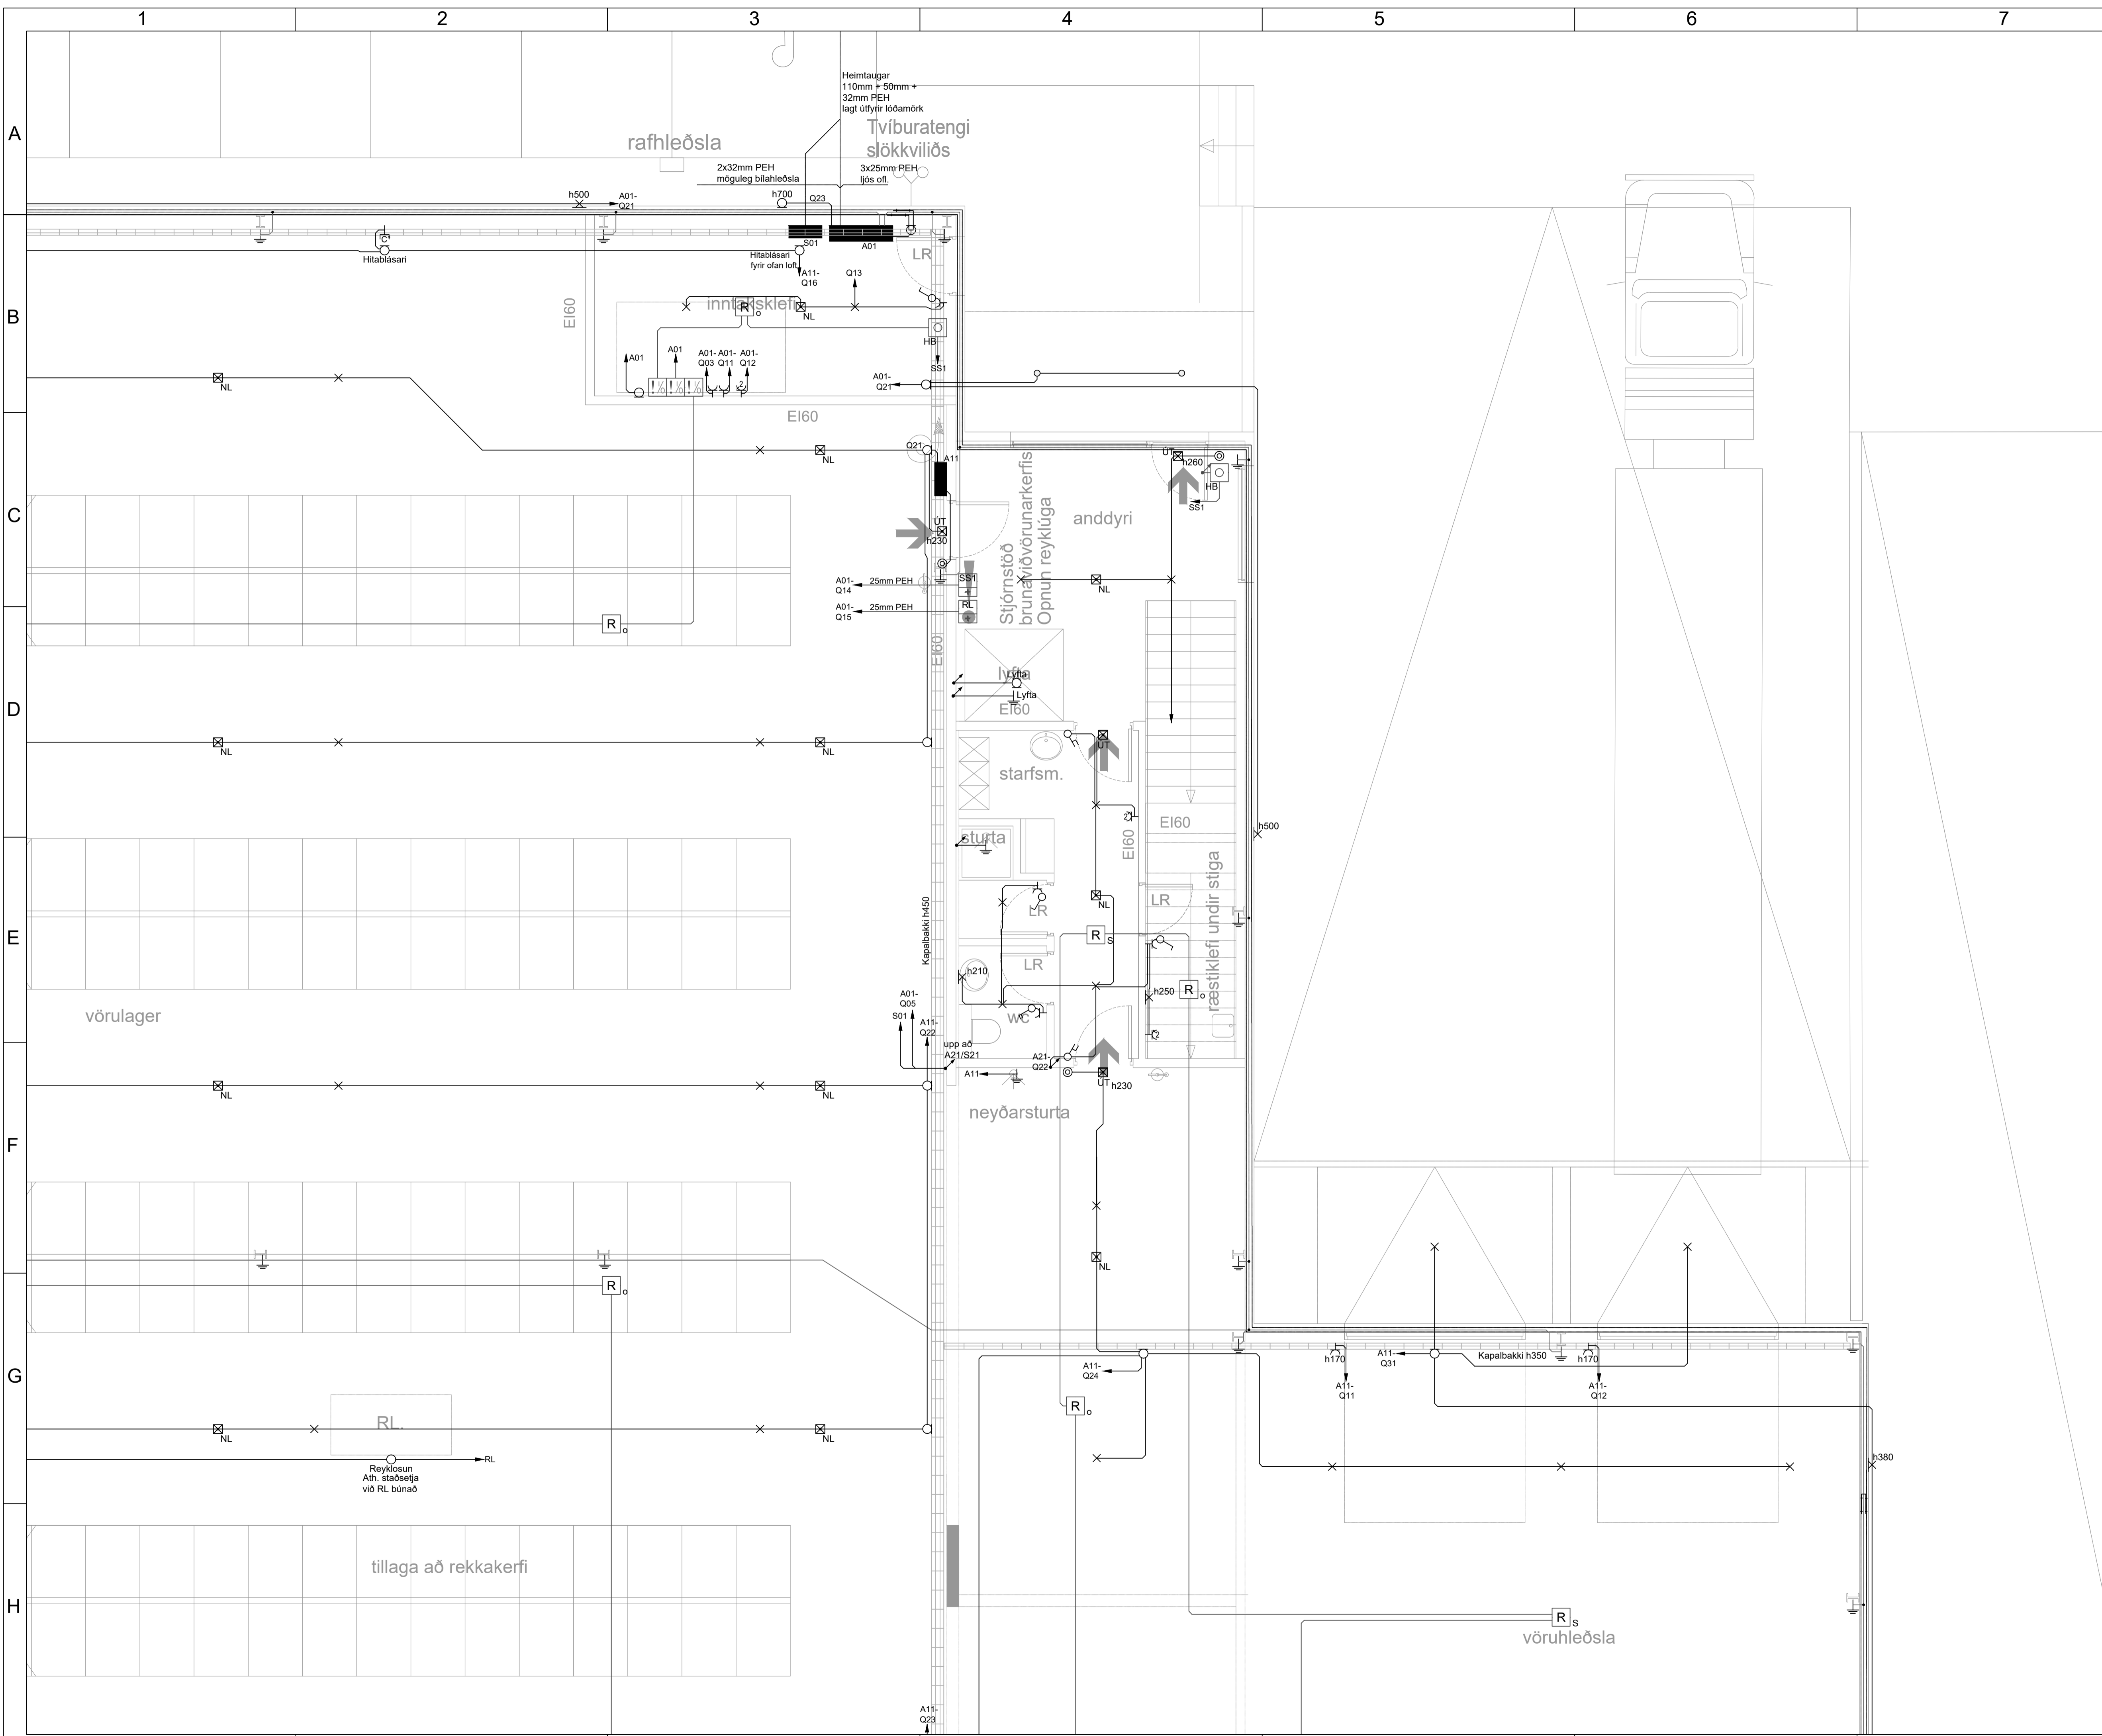 1
2
3
4
5
6
7
A
B
C
D
E
F
G
H
Heimtaugar
110mm + 50mm +
32mm PEH
lagt útfyrir lóðamörk
rafhleðsla
Tvíburatengi
slökkviliðs
2x32mm PEH
möguleg bílahleðsla
3x25mm PEH
ljós ofl.
h500
A01-
Q21
h700
Q23
S01
A01
LR
Hitablásari
Hitablásari
fyrir ofan loft
A11-
Q16
Q13
EI60
inntaksklefi
R
o
NL
HB
SS1
A01
A01
A01-
Q03
A01-
Q11
A01-
Q12
2
NL
A01-
Q21
EI60
Q21
A11
NL
ÚT
h260
HB
SS1
anddyri
ÚT
h230
Stjórnstöð
brunaviðvörunarkerfis
Opnun reyklúga
A01-
Q14
25mm PEH
SS1
A01-
Q15
25mm PEH
RL
NL
R
o
EI60
lyfta
Lyfta
Lyfta
EI60
NL
NL
ÚT
starfsm.
2
EI60
EI60
h500
sturta
Kapalbakki h450
NL
LR
LR
ræstiklefi undir stiga
R
S
LR
h210
h250
R
o
wc
2
vörulager
A01-
Q05
S01
A11-
Q22
upp að
A21/S21
A21-
Q22
A11
ÚT
h230
neyðarsturta
NL
NL
NL
R
o
h170
A11-
Q31
Kapalbakki h350
h170
A11-
Q24
A11-
Q11
A11-
Q12
R
o
RL.
NL
NL
Reyklosun
Ath. staðsetja
við RL búnað
RL
h380
tillaga að rekkakerfi
R
S
vöruhleðsla
A11-
Q23